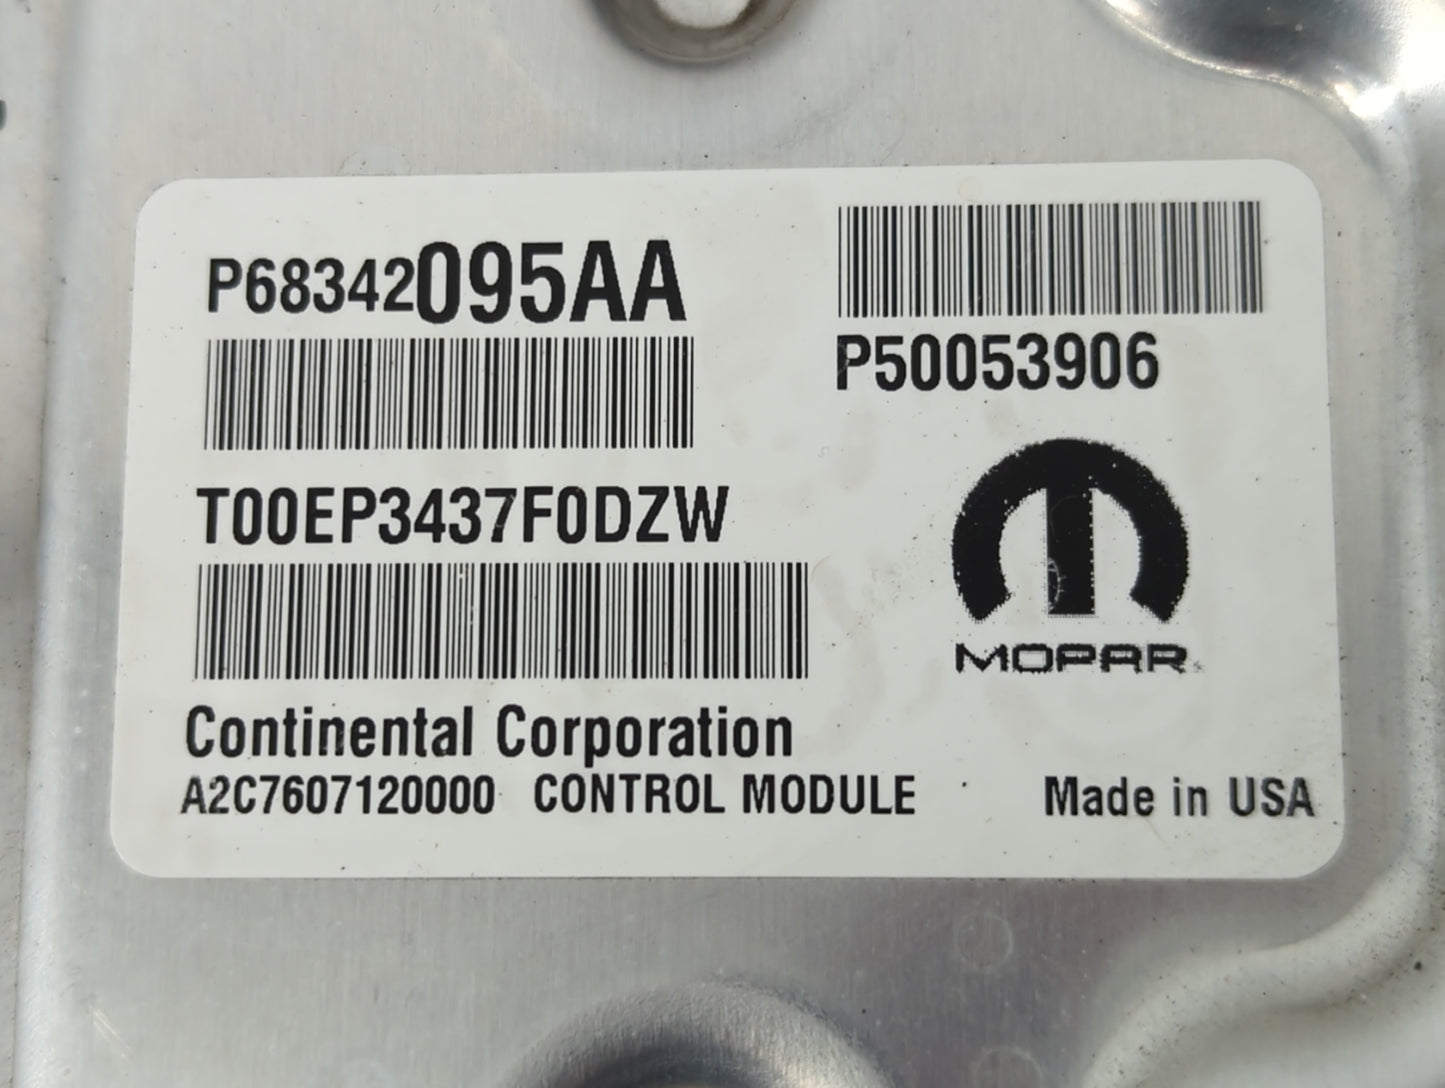 P68342095AA
P50053906
T00EP3437F0DZW
MOPAR
Continental Corporation
A2C7607120000 CONTROL MODULE Made in USA